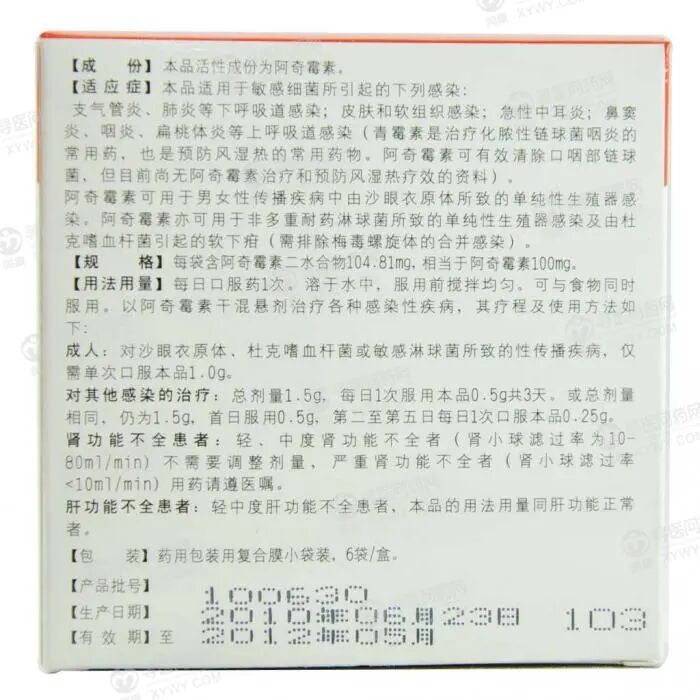 【成　份】本品活性成份为阿奇霉素。
【适应症】本品适用于敏感细菌所引起的下列感染：
支气管炎、肺炎等下呼吸道感染；皮肤和软组织感染；急性中耳炎；鼻窦
炎、咽炎、扁桃体炎等上呼吸道感染（青霉素是治疗化脓性链球菌咽炎的
常用药，也是预防风湿热的常用药物。阿奇霉素可有效清除口咽部链球
菌，但目前尚无阿奇霉素治疗和预防风湿热疗效的资料）。
阿奇霉素可用于男女性传播疾病中由沙眼衣原体所致的单纯性生殖器感
染。阿奇霉素亦可用于非多重耐药淋球菌所致的单纯性生殖器感染及由杜
克嗜血杆菌引起的软下疳（需排除梅毒螺旋体的合并感染）。
【规　格】每袋含阿奇霉素二水合物104.81mg，相当于阿奇霉素100mg。
【用法用量】每日口服药1次。溶于水中，服用前搅拌均匀。可与食物同时
服用。以阿奇霉素干混悬剂治疗各种感染性疾病，其疗程及使用方法如
下：
成人：对沙眼衣原体、杜克嗜血杆菌或敏感淋球菌所致的性传播疾病，仅
需单次口服本品1.0g。
对其他感染的治疗：总剂量1.5g，每日1次服用本品0.5g共3天。或总剂量
相同，仍为1.5g，首日服用0.5g，第二至第五日每日1次口服本品0.25g。
肾功能不全患者：轻、中度肾功能不全者（肾小球滤过率为10-
80ml/min）不需要调整剂量，严重肾功能不全者（肾小球滤过率
<10ml/min）用药请遵医嘱。
肝功能不全患者：轻中度肝功能不全患者，本品的用法用量同肝功能正常
者。
【包　装】药用包装用复合膜小袋装，6袋/盒。
【产品批号】 100630
【生产日期】 2010年06月23日 103
【有 效 期】至 2012年05月
寻医问药网
XYWY.COM